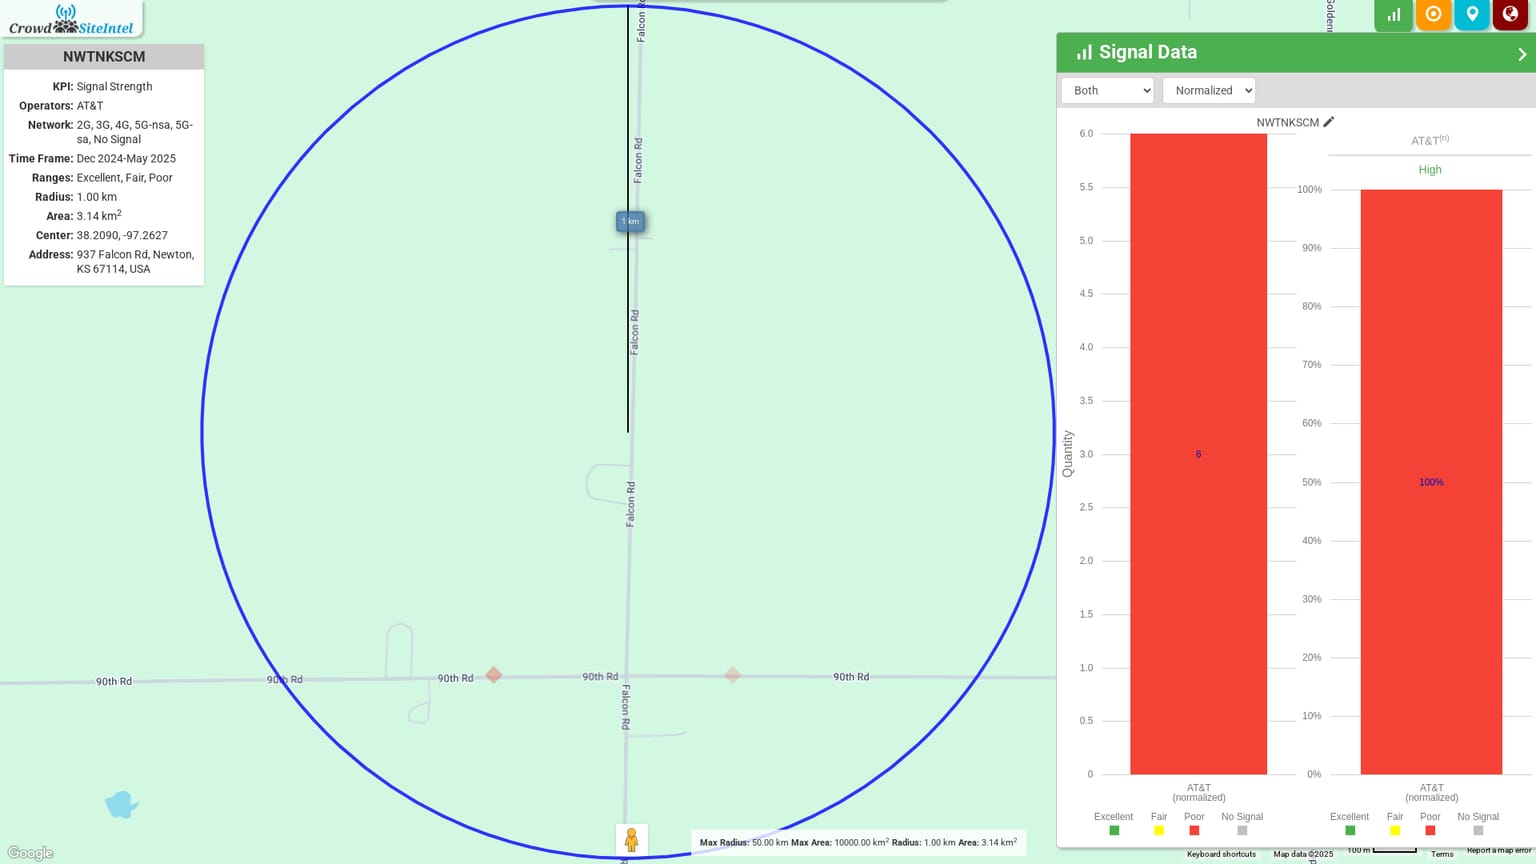 Crowd SiteIntel
NWTNKSCM
KPI: Signal Strength
Operators: AT&T
Network: 2G, 3G, 4G, 5G-nsa, 5G-
sa, No Signal
Time Frame: Dec 2024-May 2025
Ranges: Excellent, Fair, Poor
Radius: 1.00 km
Area: 3.14 km²
Center: 38.2090, -97.2627
Address: 937 Falcon Rd, Newton,
KS 67114, USA
Falcon Rd
Falcon Rd
1 km
Falcon Rd
Falcon Rd
90th Rd
90th Rd
90th Rd
90th Rd
90th Rd
Falcon Rd
Google
Max Radius: 50.00 km Max Area: 10000.00 km² Radius: 1.00 km Area: 3.14 km²
Signal Data
Both
Normalized
NWTNKSCM
6.0
5.5
5.0
4.5
4.0
3.5
3.0
2.5
2.0
1.5
1.0
0.5
0
Quantity
6
AT&T
(normalized)
Excellent Fair Poor No Signal
AT&T(n)
High
100%
90%
80%
70%
60%
50%
40%
30%
20%
10%
0%
100%
AT&T
(normalized)
Excellent Fair Poor No Signal
Keyboard shortcuts Map data ©2025 100 m Terms Report a map error